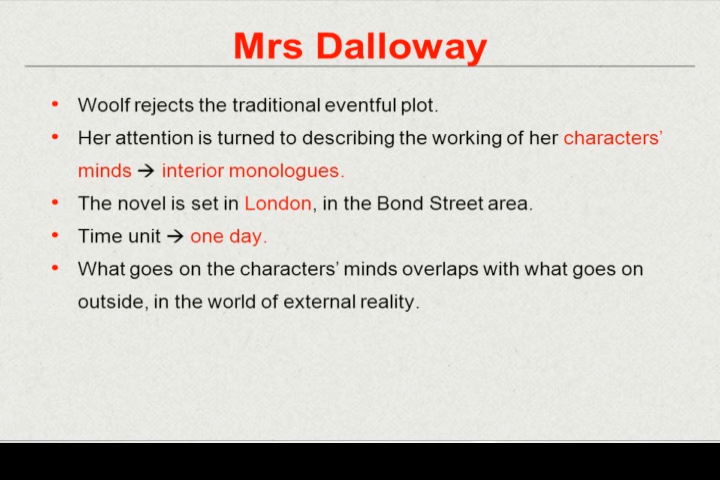 Mrs Dalloway
• Woolf rejects the traditional eventful plot.
• Her attention is turned to describing the working of her characters’
minds → interior monologues.
• The novel is set in London, in the Bond Street area.
• Time unit → one day.
• What goes on the characters’ minds overlaps with what goes on
outside, in the world of external reality.